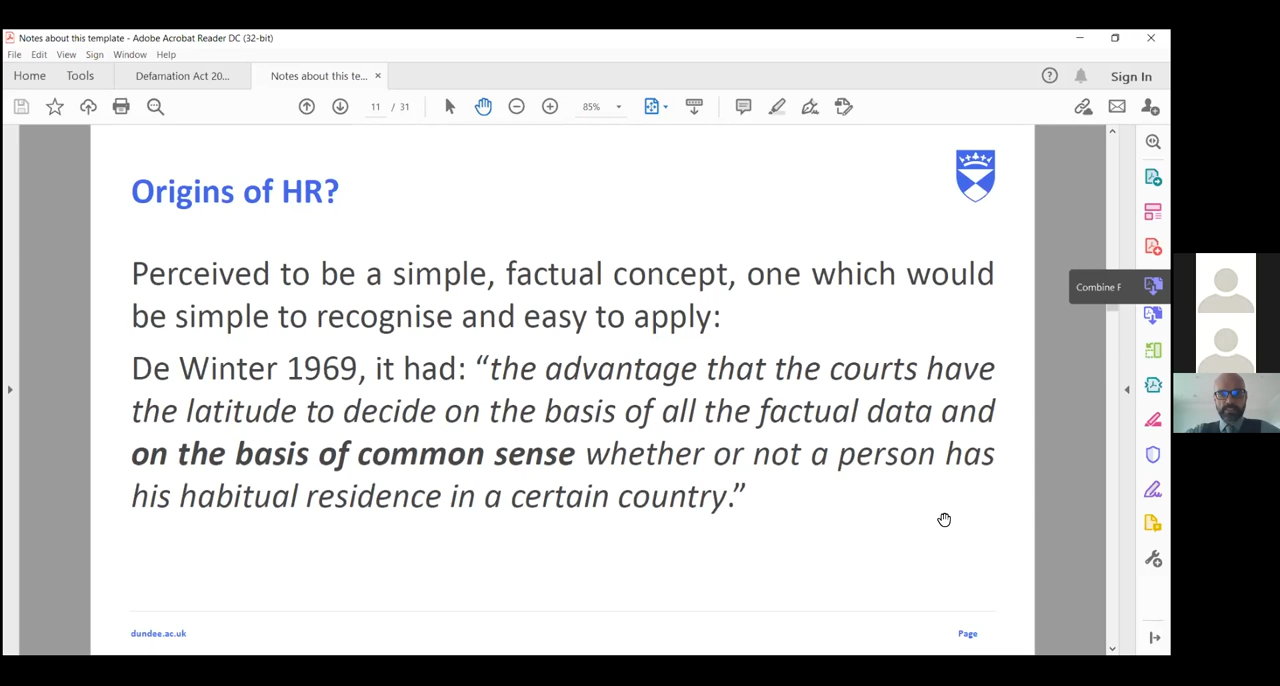 Notes about this template - Adobe Acrobat Reader DC (32-bit)
File Edit View Sign Window Help
Home Tools Defamation Act 20... Notes about this te... × Sign In
11 / 31 85%
Origins of HR?
Perceived to be a simple, factual concept, one which would
be simple to recognise and easy to apply:
De Winter 1969, it had: “the advantage that the courts have
the latitude to decide on the basis of all the factual data and
on the basis of common sense whether or not a person has
his habitual residence in a certain country.”
Combine F
dundee.ac.uk Page